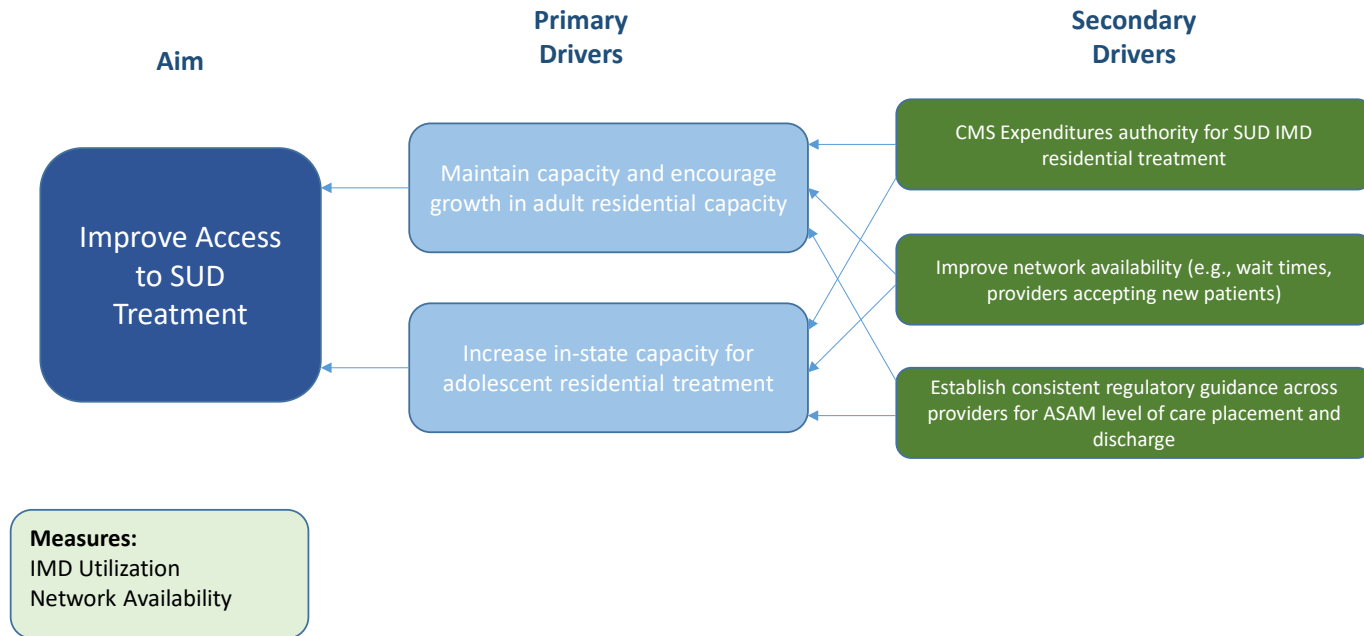 Aim
Primary
Drivers
Secondary
Drivers
Improve Access
to SUD
Treatment
Maintain capacity and encourage
growth in adult residential capacity
Increase in-state capacity for
adolescent residential treatment
CMS Expenditures authority for SUD IMD
residential treatment
Improve network availability (e.g., wait times,
providers accepting new patients)
Establish consistent regulatory guidance across
providers for ASAM level of care placement and
discharge
Measures:
IMD Utilization
Network Availability